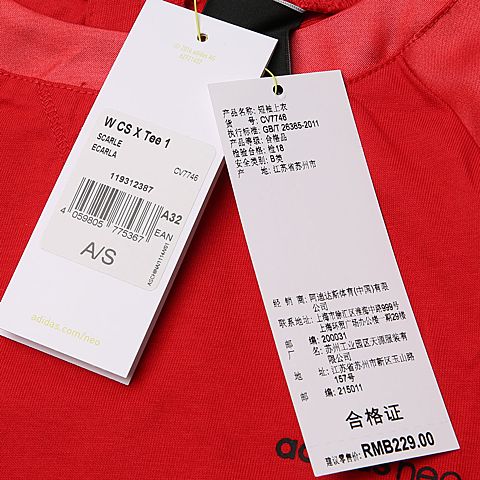 W CS X Tee 1
SCARLE
ECARLA
CV7746
119312387
A32
4 059805 775367
EAN
A/S
adidas.com/neo
产品名称: 短袖上衣
货 号: CV7746
执行标准: GB/T 26385-2011
产品等级: 合格品
检验合格: 检18
安全类别: B类
产 地: 江苏省苏州市
经 销 商: 阿迪达斯体育(中国)有限
公司
联系地址: 上海市徐汇区淮海中路999号
上海环贸广场办公楼一期29楼
邮 编: 200031
厂 名: 苏州工业园区天源服装有
限公司
地 址: 江苏省苏州市新区玉山路
157号
邮 编: 215011
合格证
建议零售价: RMB229.00
neo